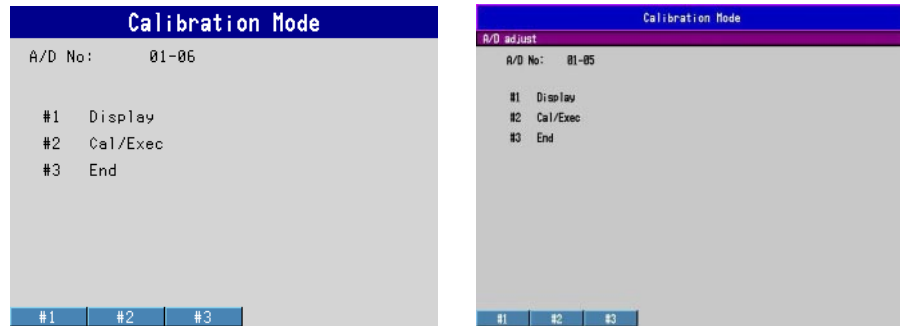 Calibration Mode
A/D No: 01-06
#1 Display
#2 Cal/Exec
#3 End
#1 #2 #3
Calibration Mode
A/D adjust
A/D No: 01-05
#1 Display
#2 Cal/Exec
#3 End
#1 #2 #3